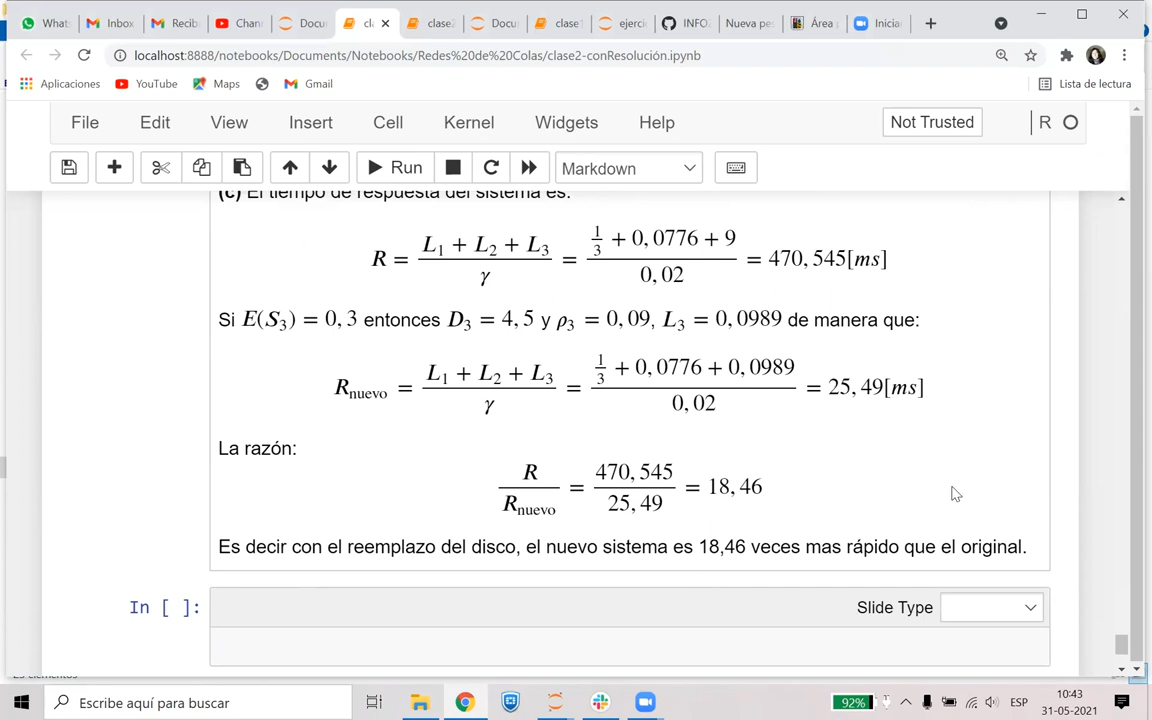 Whats
Inbox
Recib
Chann
Docum
cla
clase2
Docum
clase1
ejercic
INFO2
Nueva pe
Área p
Inicia
localhost:8888/notebooks/Documents/Notebooks/Redes%20de%20Colas/clase2-conResolución.ipynb
Aplicaciones YouTube Maps Gmail Lista de lectura
File Edit View Insert Cell Kernel Widgets Help Not Trusted R
Run Markdown
(c) El tiempo de respuesta del sistema es:
R = (L₁ + L₂ + L₃)/γ = (1/3 + 0,0776 + 9)/0,02 = 470,545[ms]
Si E(S₃) = 0,3 entonces D₃ = 4,5 y ρ₃ = 0,09, L₃ = 0,0989 de manera que:
R_nuevo = (L₁ + L₂ + L₃)/γ = (1/3 + 0,0776 + 0,0989)/0,02 = 25,49[ms]
La razón:
R/R_nuevo = 470,545/25,49 = 18,46
Es decir con el reemplazo del disco, el nuevo sistema es 18,46 veces mas rápido que el original.
In [ ]:
Slide Type
Escribe aquí para buscar
92%
ESP
10:43
31-05-2021